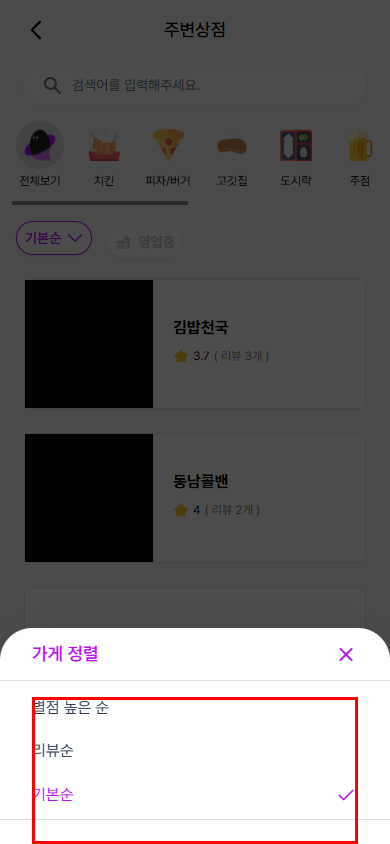 주변상점
검색어를 입력해주세요.
전체보기 치킨 피자/버거 고깃집 도시락 주점
기본순 영업중
김밥천국
3.7 ( 리뷰 3개 )
동남콜밴
4 ( 리뷰 2개 )
가게 정렬
별점 높은 순
리뷰순
기본순